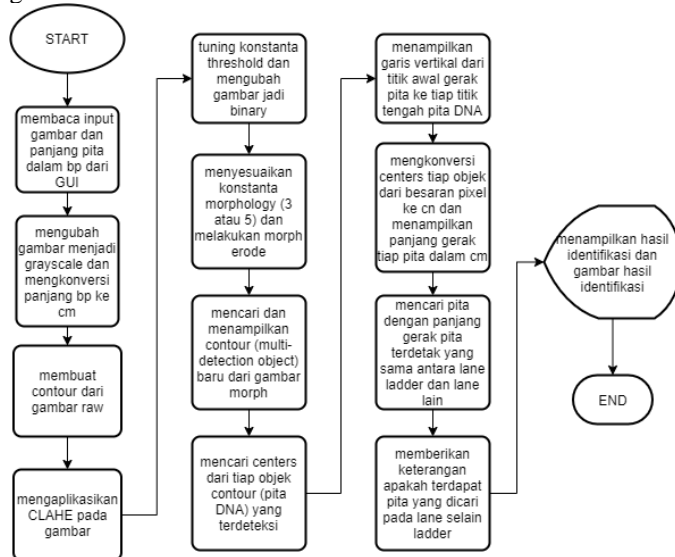 START
membaca input
gambar dan
panjang pita
dalam bp dari
GUI
mengubah
gambar menjadi
grayscale dan
mengkonversi
panjang bp ke
cm
membuat
contour dari
gambar raw
mengaplikasikan
CLAHE pada
gambar
tuning konstanta
threshold dan
mengubah
gambar jadi
binary
menyesuaikan
konstanta
morphology (3
atau 5) dan
melakukan morph
erode
mencari dan
menampilkan
contour (multi-
detection object)
baru dari gambar
morph
mencari centers
dari tiap objek
contour (pita
DNA) yang
terdeteksi
menampilkan
garis vertikal dari
titik awal gerak
pita ke tiap titik
tengah pita DNA
mengkonversi
centers tiap objek
dari besaran pixel
ke cn dan
menampilkan
panjang gerak
tiap pita dalam cm
mencari pita
dengan panjang
gerak pita
terdetak yang
sama antara lane
ladder dan lane
lain
memberikan
keterangan
apakah terdapat
pita yang dicari
pada lane selain
ladder
menampilkan hasil
identifikasi dan
gambar hasil
identifikasi
END